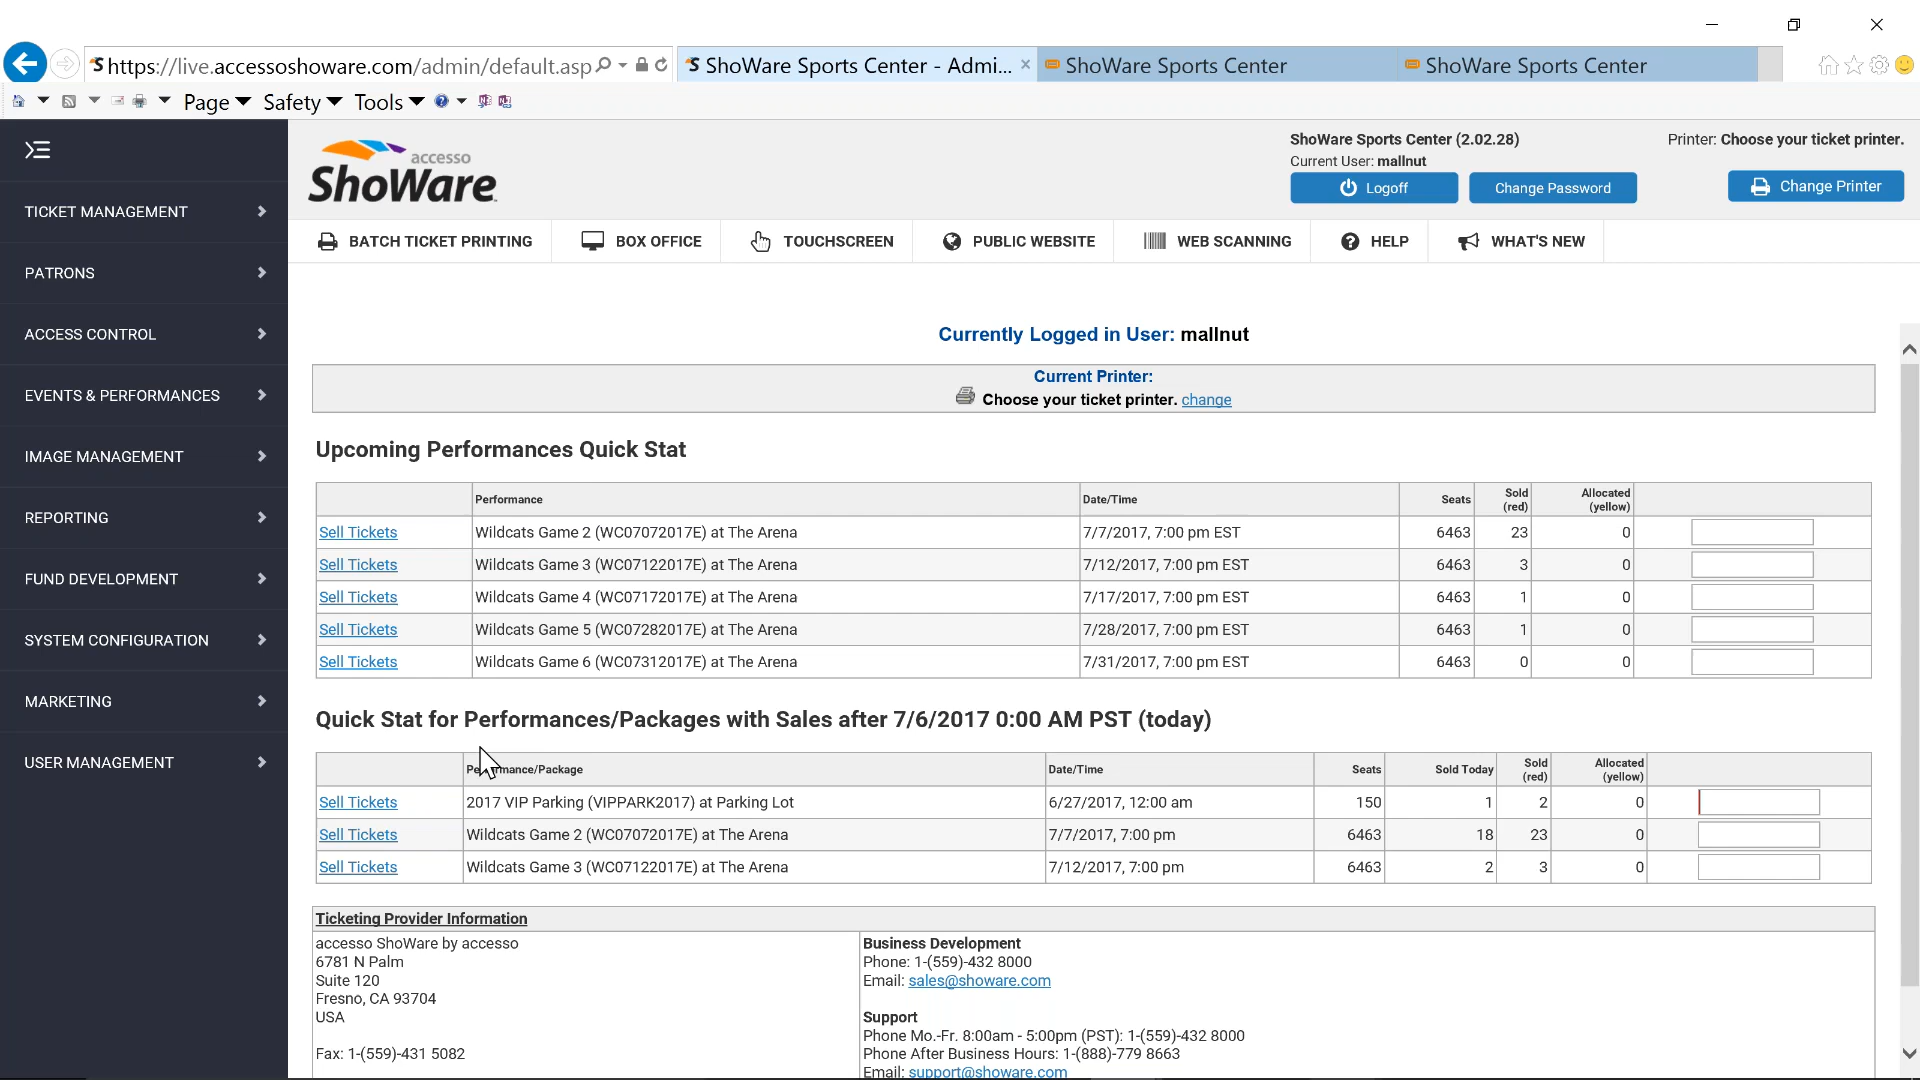 https://live.accessoshoware.com/admin/default.asp
ShoWare Sports Center - Admi...
ShoWare Sports Center
ShoWare Sports Center
Page
Safety
Tools
TICKET MANAGEMENT
PATRONS
ACCESS CONTROL
EVENTS & PERFORMANCES
IMAGE MANAGEMENT
REPORTING
FUND DEVELOPMENT
SYSTEM CONFIGURATION
MARKETING
USER MANAGEMENT
accesso
ShoWare
ShoWare Sports Center (2.02.28)
Current User: mallnut
Logoff
Change Password
Printer: Choose your ticket printer.
Change Printer
BATCH TICKET PRINTING
BOX OFFICE
TOUCHSCREEN
PUBLIC WEBSITE
WEB SCANNING
HELP
WHAT'S NEW
Currently Logged in User: mallnut
Current Printer:
Choose your ticket printer. change
Upcoming Performances Quick Stat
Performance Date/Time Seats Sold (red) Allocated (yellow)
Sell Tickets Wildcats Game 2 (WC07072017E) at The Arena 7/7/2017, 7:00 pm EST 6463 23 0
Sell Tickets Wildcats Game 3 (WC07122017E) at The Arena 7/12/2017, 7:00 pm EST 6463 3 0
Sell Tickets Wildcats Game 4 (WC07172017E) at The Arena 7/17/2017, 7:00 pm EST 6463 1 0
Sell Tickets Wildcats Game 5 (WC07282017E) at The Arena 7/28/2017, 7:00 pm EST 6463 1 0
Sell Tickets Wildcats Game 6 (WC07312017E) at The Arena 7/31/2017, 7:00 pm EST 6463 0 0
Quick Stat for Performances/Packages with Sales after 7/6/2017 0:00 AM PST (today)
Performance/Package Date/Time Seats Sold Today Sold (red) Allocated (yellow)
Sell Tickets 2017 VIP Parking (VIPPARK2017) at Parking Lot 6/27/2017, 12:00 am 150 1 2 0
Sell Tickets Wildcats Game 2 (WC07072017E) at The Arena 7/7/2017, 7:00 pm 6463 18 23 0
Sell Tickets Wildcats Game 3 (WC07122017E) at The Arena 7/12/2017, 7:00 pm 6463 2 3 0
Ticketing Provider Information
accesso ShoWare by accesso
6781 N Palm
Suite 120
Fresno, CA 93704
USA
Fax: 1-(559)-431 5082
Business Development
Phone: 1-(559)-432 8000
Email: sales@showare.com
Support
Phone Mo.-Fr. 8:00am - 5:00pm (PST): 1-(559)-432 8000
Phone After Business Hours: 1-(888)-779 8663
Email: support@showare.com